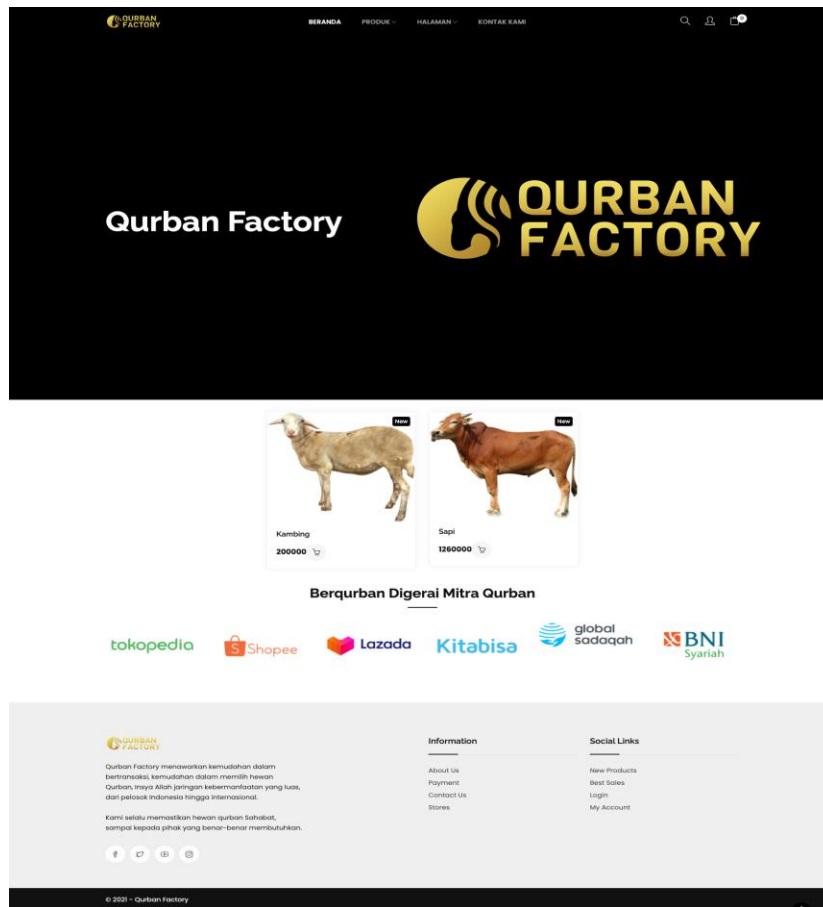 QURBAN
FACTORY
BERANDA PRODUK HALAMAN KONTAK KAMI
0
Qurban Factory
QURBAN
FACTORY
New
New
Kambing
200000
Sapi
1260000
Berqurban Digerai Mitra Qurban
tokopedia
S Shopee
Lazada
Kitabisa
global
sadaqah
BNI
Syariah
QURBAN
FACTORY
Qurban Factory menawarkan kemudahan dalam
bertransaksi, kemudahan dalam memilih hewan
Qurban, Insya Allah jaringan kebermanfaatan yang luas,
dari pelosok Indonesia hingga Internasional.
Kami selalu memastikan hewan qurban Sahabat,
sampai kepada pihak yang benar-benar membutuhkan.
Information
About Us
Payment
Contact Us
Stores
Social Links
New Products
Best Sales
Login
My Account
© 2021 - Qurban Factory